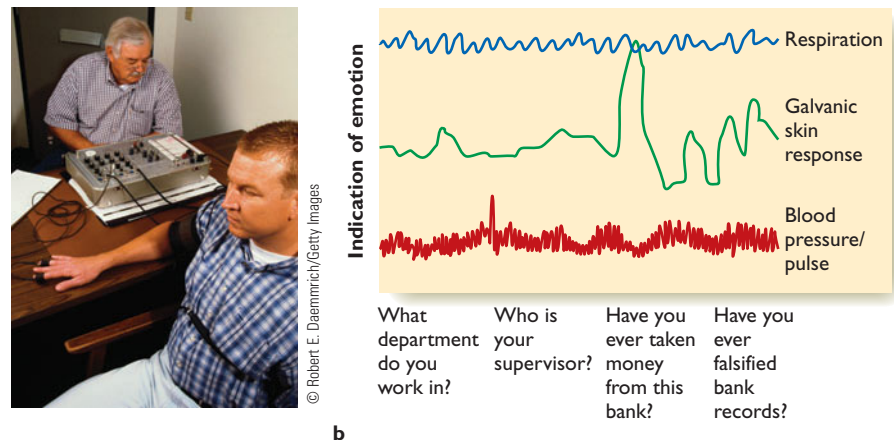 © Robert E. Daemmrich/Getty Images
Indication of emotion
Respiration
Galvanic
skin
response
Blood
pressure/
pulse
What
department
do you
work in?
Who is
your
supervisor?
Have you
ever taken
money
from this
bank?
Have you
ever
falsified
bank
records?
b